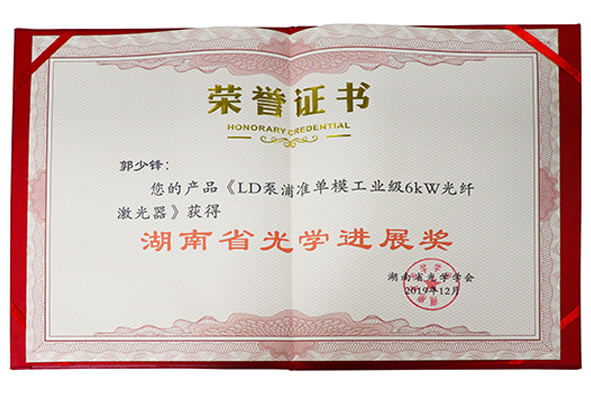 荣誉证书
HONORARY CREDENTIAL
郭少锋:
您的产品《LD泵浦准单模工业级6kW光纤
激光器》获得
湖南省光学进展奖
湖南省光学学会
2019年12月